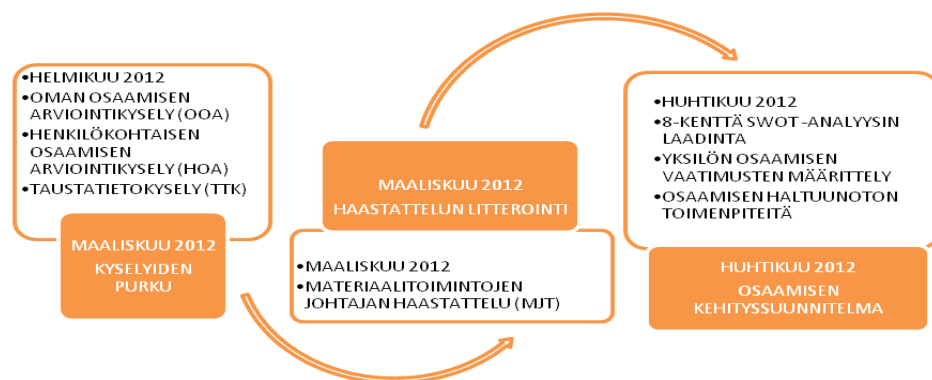 •HELMIKUU 2012
•OMAN OSAAMISEN
ARVIOINTIKYSELY (OOA)
•HENKILÖKOHTAISEN
OSAAMISEN
ARVIOINTIKYSELY (HOA)
•TAUSTATIETOKYSELY (TTK)
MAALISKUU 2012
KYSELYIDEN
PURKU
MAALISKUU 2012
HAASTATTELUN LITTEROINTI
•MAALISKUU 2012
•MATERIAALITOIMINTOJEN
JOHTAJAN HAASTATTELU (MJT)
•HUHTIKUU 2012
•8-KENTTÄ SWOT -ANALYYSIN
LAADINTA
•YKSILÖN OSAAMISEN
VAATIMUSTEN MÄÄRITTELY
•OSAAMISEN HALTUUNOTON
TOIMENPITEITÄ
HUHTIKUU 2012
OSAAMISEN
KEHITYSSUUNNITELMA